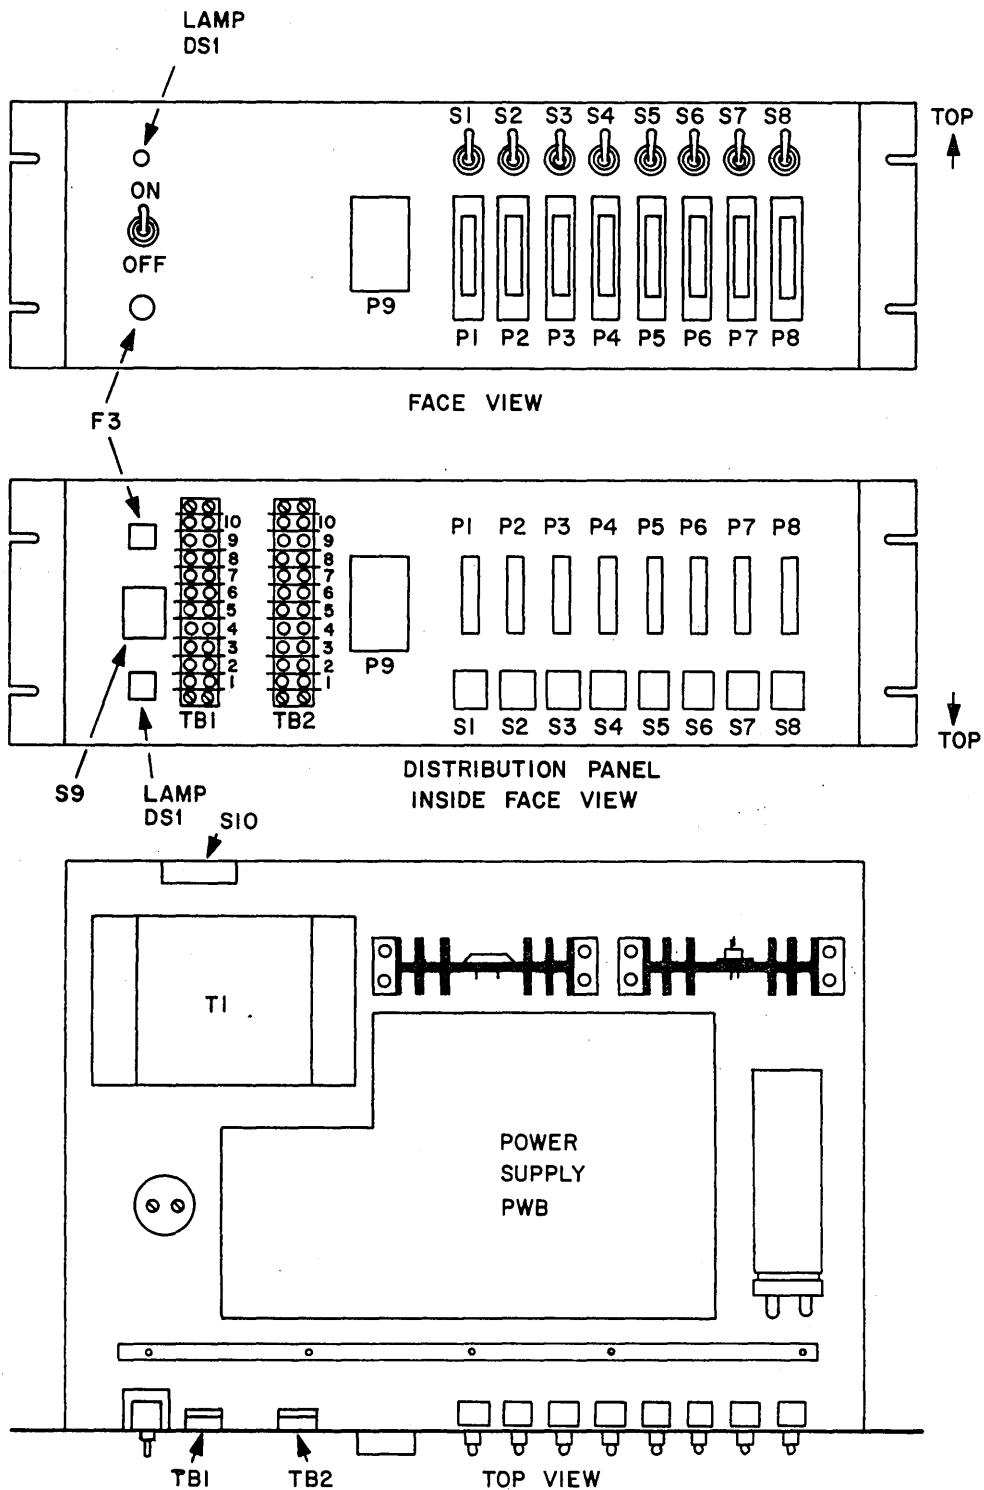 LAMP
DS1
S1 S2 S3 S4 S5 S6 S7 S8
TOP
ON
OFF
P9
P1 P2 P3 P4 P5 P6 P7 P8
FACE VIEW
F3
10 10
9 9
8 8
7 7
6 6
5 5
4 4
3 3
2 2
1 1
TB1 TB2
P9
P1 P2 P3 P4 P5 P6 P7 P8
S1 S2 S3 S4 S5 S6 S7 S8
TOP
S9
LAMP
DS1
DISTRIBUTION PANEL
INSIDE FACE VIEW
S10
T1
POWER
SUPPLY
PWB
TB1 TB2
TOP VIEW